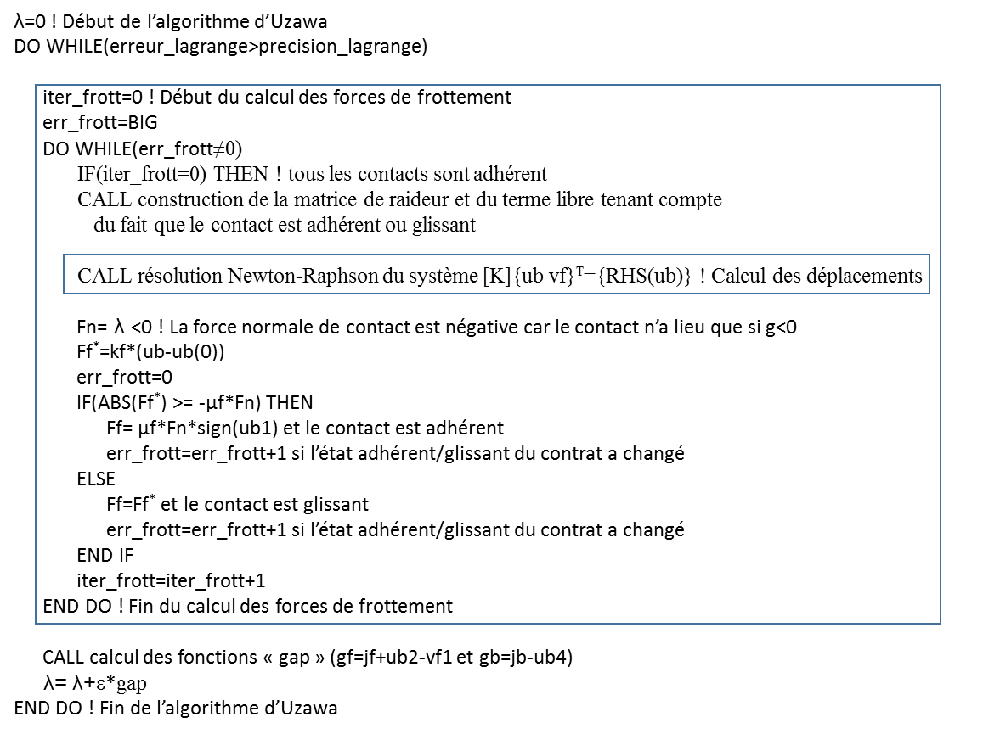 λ=0 ! Début de l’algorithme d’Uzawa
DO WHILE(erreur_lagrange>precision_lagrange)
iter_frott=0 ! Début du calcul des forces de frottement
err_frott=BIG
DO WHILE(err_frott≠0)
IF(iter_frott=0) THEN ! tous les contacts sont adhérent
CALL construction de la matrice de raideur et du terme libre tenant compte
du fait que le contact est adhérent ou glissant
CALL résolution Newton-Raphson du système [K]{ub vf}ᵀ={RHS(ub)} ! Calcul des déplacements
Fn= λ <0 ! La force normale de contact est négative car le contact n’a lieu que si g<0
Ff*=kf*(ub-ub(0))
err_frott=0
IF(ABS(Ff*) >= -µf*Fn) THEN
Ff= µf*Fn*sign(ub1) et le contact est adhérent
err_frott=err_frott+1 si l’état adhérent/glissant du contrat a changé
ELSE
Ff=Ff* et le contact est glissant
err_frott=err_frott+1 si l’état adhérent/glissant du contrat a changé
END IF
iter_frott=iter_frott+1
END DO ! Fin du calcul des forces de frottement
CALL calcul des fonctions « gap » (gf=jf+ub2-vf1 et gb=jb-ub4)
λ= λ+ε*gap
END DO ! Fin de l’algorithme d’Uzawa